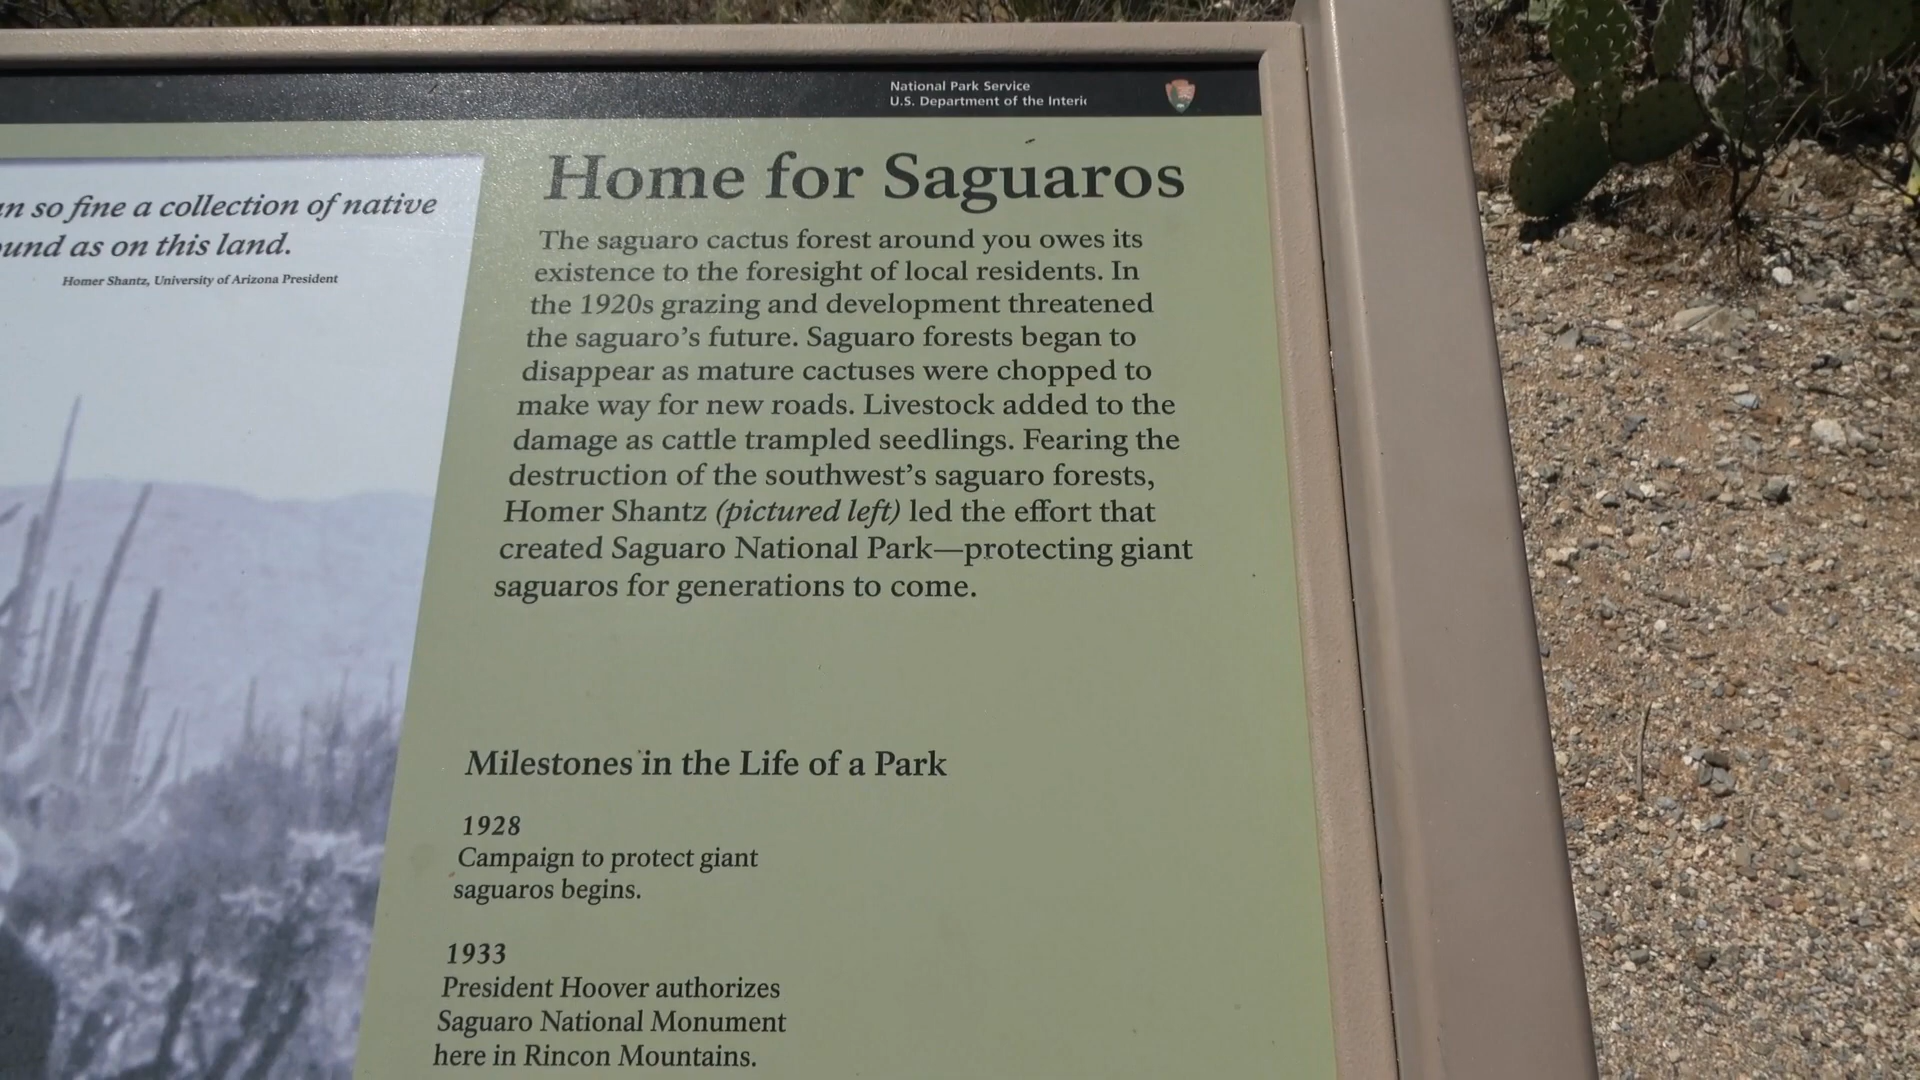 National Park Service
U.S. Department of the Interi
so fine a collection of native
as on this land.
Homer Shantz, University of Arizona President
Home for Saguaros
The saguaro cactus forest around you owes its
existence to the foresight of local residents. In
the 1920s grazing and development threatened
the saguaro's future. Saguaro forests began to
disappear as mature cactuses were chopped to
make way for new roads. Livestock added to the
damage as cattle trampled seedlings. Fearing the
destruction of the southwest's saguaro forests,
Homer Shantz (pictured left) led the effort that
created Saguaro National Park—protecting giant
saguaros for generations to come.
Milestones in the Life of a Park
1928
Campaign to protect giant
saguaros begins.
1933
President Hoover authorizes
Saguaro National Monument
here in Rincon Mountains.